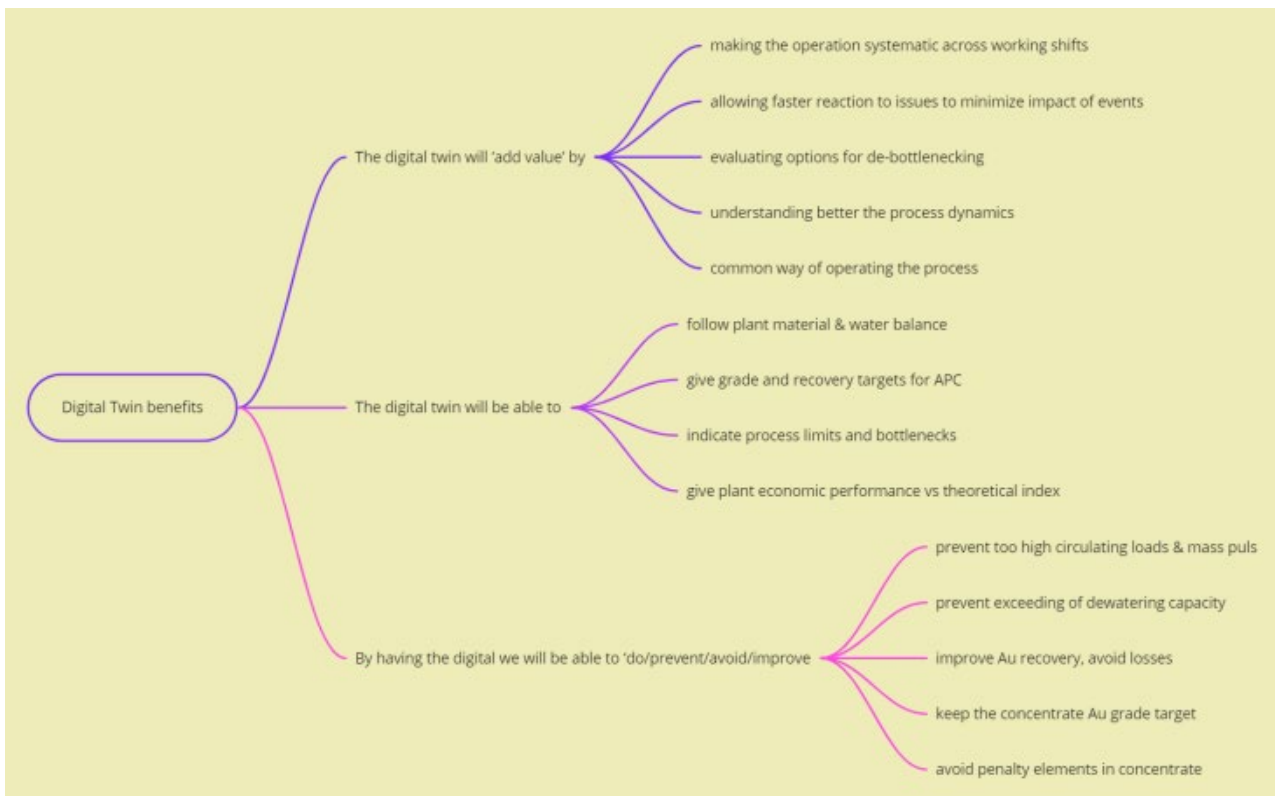 Digital Twin benefits
The digital twin will 'add value' by
making the operation systematic across working shifts
allowing faster reaction to issues to minimize impact of events
evaluating options for de-bottlenecking
understanding better the process dynamics
common way of operating the process
The digital twin will be able to
follow plant material & water balance
give grade and recovery targets for APC
indicate process limits and bottlenecks
give plant economic performance vs theoretical index
By having the digital we will be able to 'do/prevent/avoid/improve
prevent too high circulating loads & mass puls
prevent exceeding of dewatering capacity
improve Au recovery, avoid losses
keep the concentrate Au grade target
avoid penalty elements in concentrate